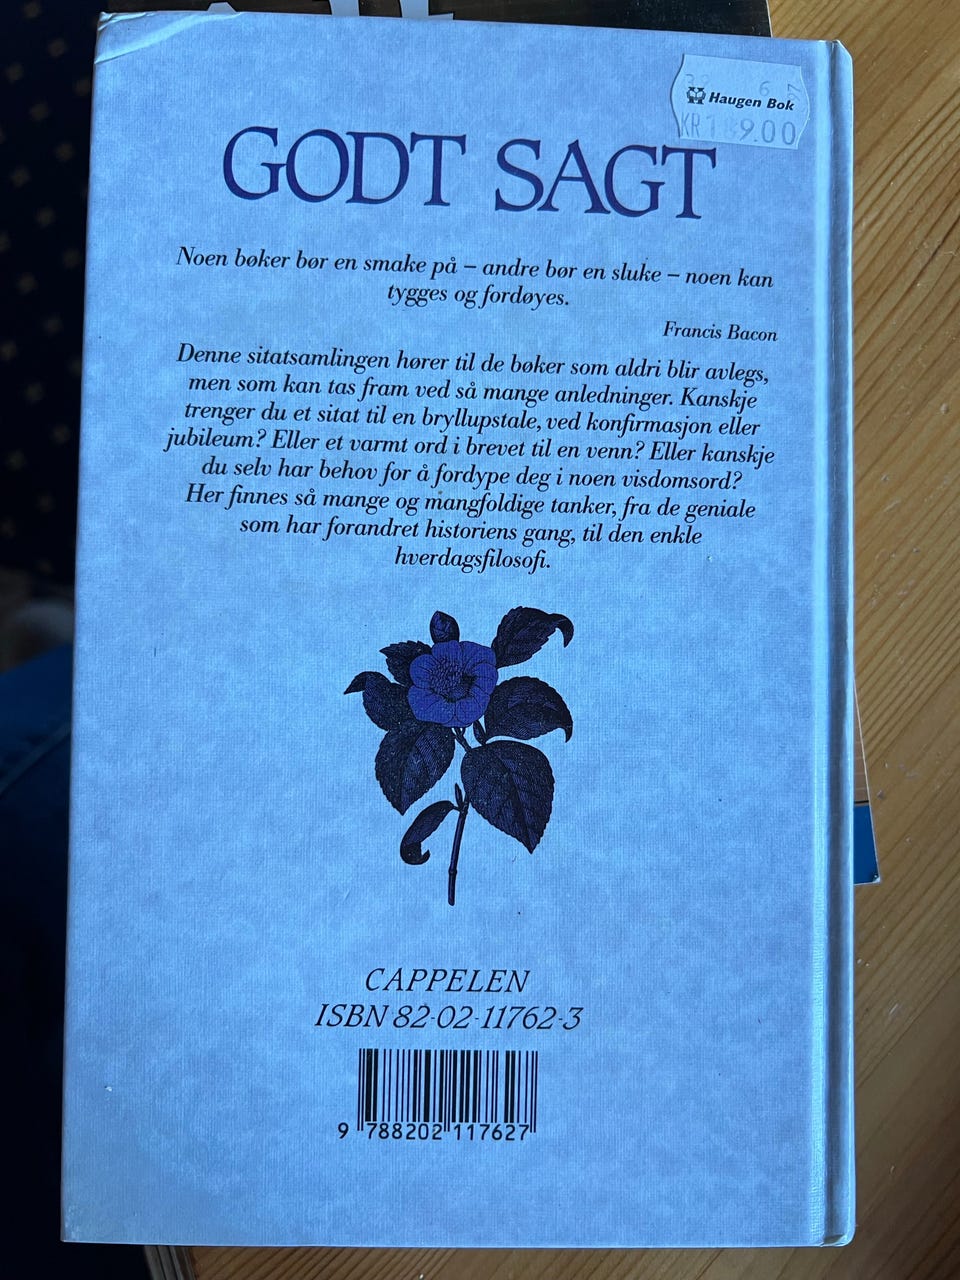 Haugen Bok
9.00
GODT SAGT
Noen bøker bør en smake på – andre bør en sluke – noen kan
tygges og fordøyes.
Francis Bacon
Denne sitatsamlingen hører til de bøker som aldri blir avlegs,
men som kan tas fram ved så mange anledninger. Kanskje
trenger du et sitat til en bryllupstale, ved konfirmasjon eller
jubileum? Eller et varmt ord i brevet til en venn? Eller kanskje
du selv har behov for å fordype deg i noen visdomsord?
Her finnes så mange og mangfoldige tanker, fra de geniale
som har forandret historiens gang, til den enkle
hverdagsfilosofi.
CAPPELEN
ISBN 82-02-11762-3
9 788202 117627